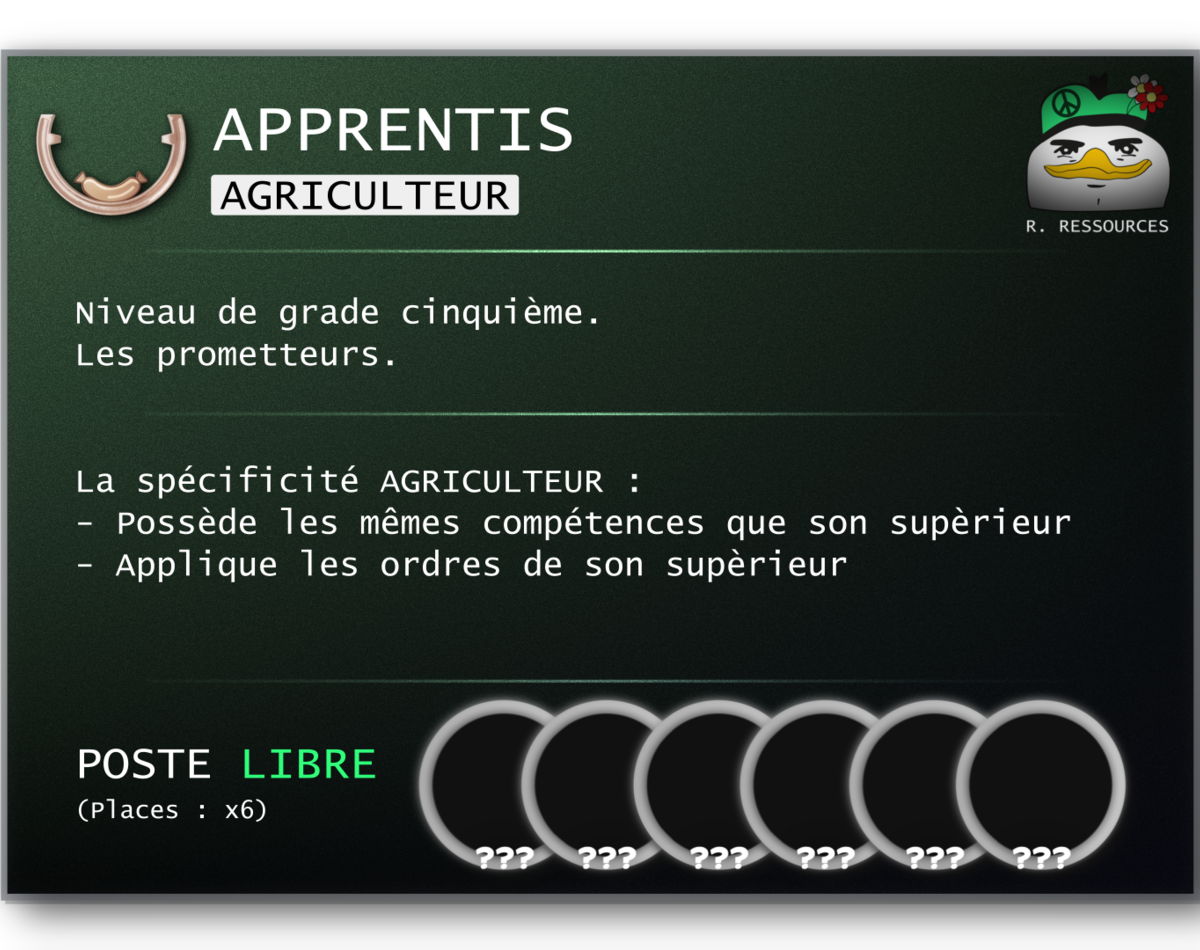 APPRENTIS
AGRICULTEUR
R. RESSOURCES
Niveau de grade cinquième.
Les prometteurs.
La spécificité AGRICULTEUR :
- Possède les mêmes compétences que son supèrieur
- Applique les ordres de son supèrieur
POSTE LIBRE
(Places : x6)
??? ??? ??? ??? ??? ???